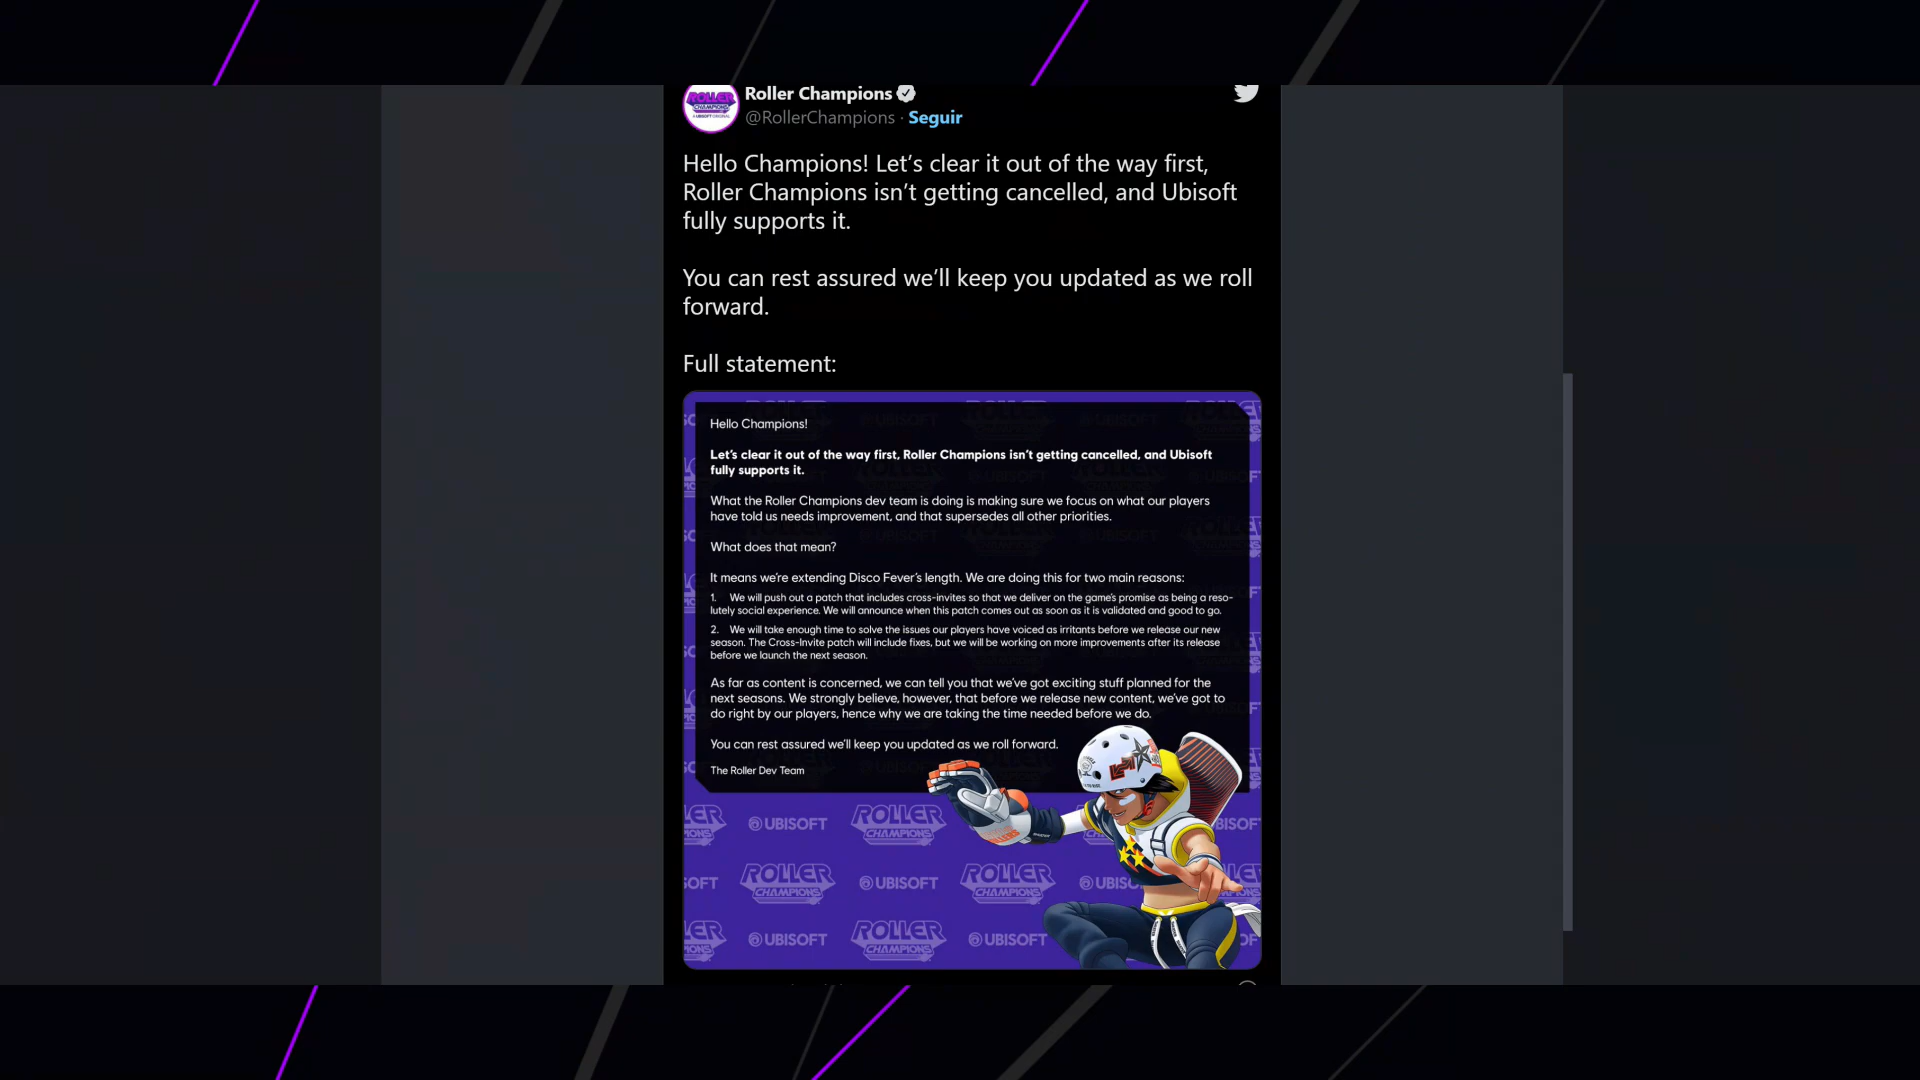 Roller Champions
@RollerChampions · Seguir
Hello Champions! Let’s clear it out of the way first,
Roller Champions isn’t getting cancelled, and Ubisoft
fully supports it.
You can rest assured we’ll keep you updated as we roll
forward.
Full statement:
Hello Champions!
Let’s clear it out of the way first, Roller Champions isn’t getting cancelled, and Ubisoft
fully supports it.
What the Roller Champions dev team is doing is making sure we focus on what our players
have told us needs improvement, and that supersedes all other priorities.
What does that mean?
It means we’re extending Disco Fever’s length. We are doing this for two main reasons:
1. We will push out a patch that includes cross-invites so that we deliver on the game’s promise as being a reso-
lutely social experience. We will announce when this patch comes out as soon as it is validated and good to go.
2. We will take enough time to solve the issues our players have voiced as irritants before we release our new
season. The Cross-Invite patch will include fixes, but we will be working on more improvements after its release
before we launch the next season.
As far as content is concerned, we can tell you that we’ve got exciting stuff planned for the
next seasons. We strongly believe, however, that before we release new content, we’ve got to
do right by our players, hence why we are taking the time needed before we do.
You can rest assured we’ll keep you updated as we roll forward.
The Roller Dev Team
UBISOFT ROLLER CHAMPIONS
ROLLER CHAMPIONS UBISOFT ROLLER CHAMPIONS
UBISOFT ROLLER CHAMPIONS UBISOFT